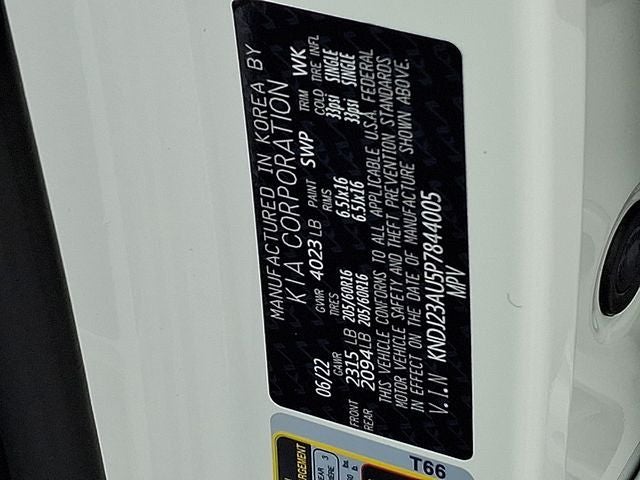 MANUFACTURED IN KOREA BY
KIA CORPORATION
06/22 GVWR 4023 LB PAINT SWP TRIM WK
GAWR TIRES RIMS COLD TIRE INFL
FRONT 2315 LB 205/60R16 6.5Jx16 33psi SINGLE
REAR 2094 LB 205/60R16 6.5Jx16 33psi SINGLE
THIS VEHICLE CONFORMS TO ALL APPLICABLE U.S.A. FEDERAL
MOTOR VEHICLE SAFETY AND THEFT PREVENTION STANDARDS
IN EFFECT ON THE DATE OF MANUFACTURE SHOWN ABOVE.
V.I.N KNDJ23AU5P7844005
MPV
T66